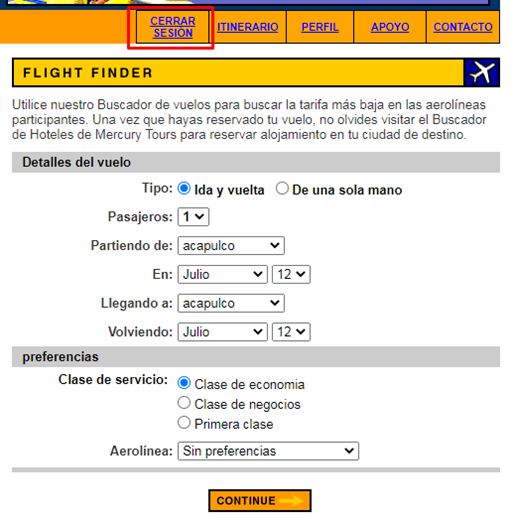 CERRAR SESIÓN ITINERARIO PERFIL APOYO CONTACTO
FLIGHT FINDER
Utilice nuestro Buscador de vuelos para buscar la tarifa más baja en las aerolíneas
participantes. Una vez que hayas reservado tu vuelo, no olvides visitar el Buscador
de Hoteles de Mercury Tours para reservar alojamiento en tu ciudad de destino.
Detalles del vuelo
Tipo: Ida y vuelta De una sola mano
Pasajeros: 1
Partiendo de: acapulco
En: Julio 12
Llegando a: acapulco
Volviendo: Julio 12
preferencias
Clase de servicio: Clase de economia
Clase de negocios
Primera clase
Aerolínea: Sin preferencias
CONTINUE